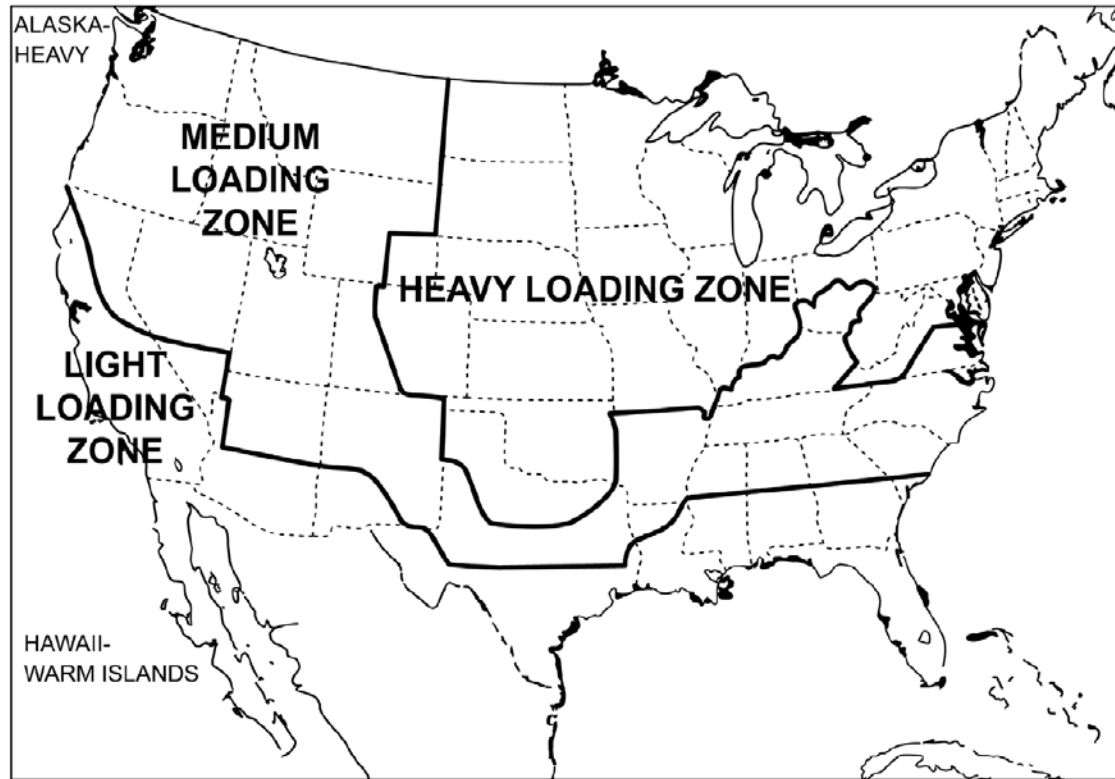 ALASKA-
HEAVY
MEDIUM
LOADING
ZONE
HEAVY LOADING ZONE
LIGHT
LOADING
ZONE
HAWAII-
WARM ISLANDS